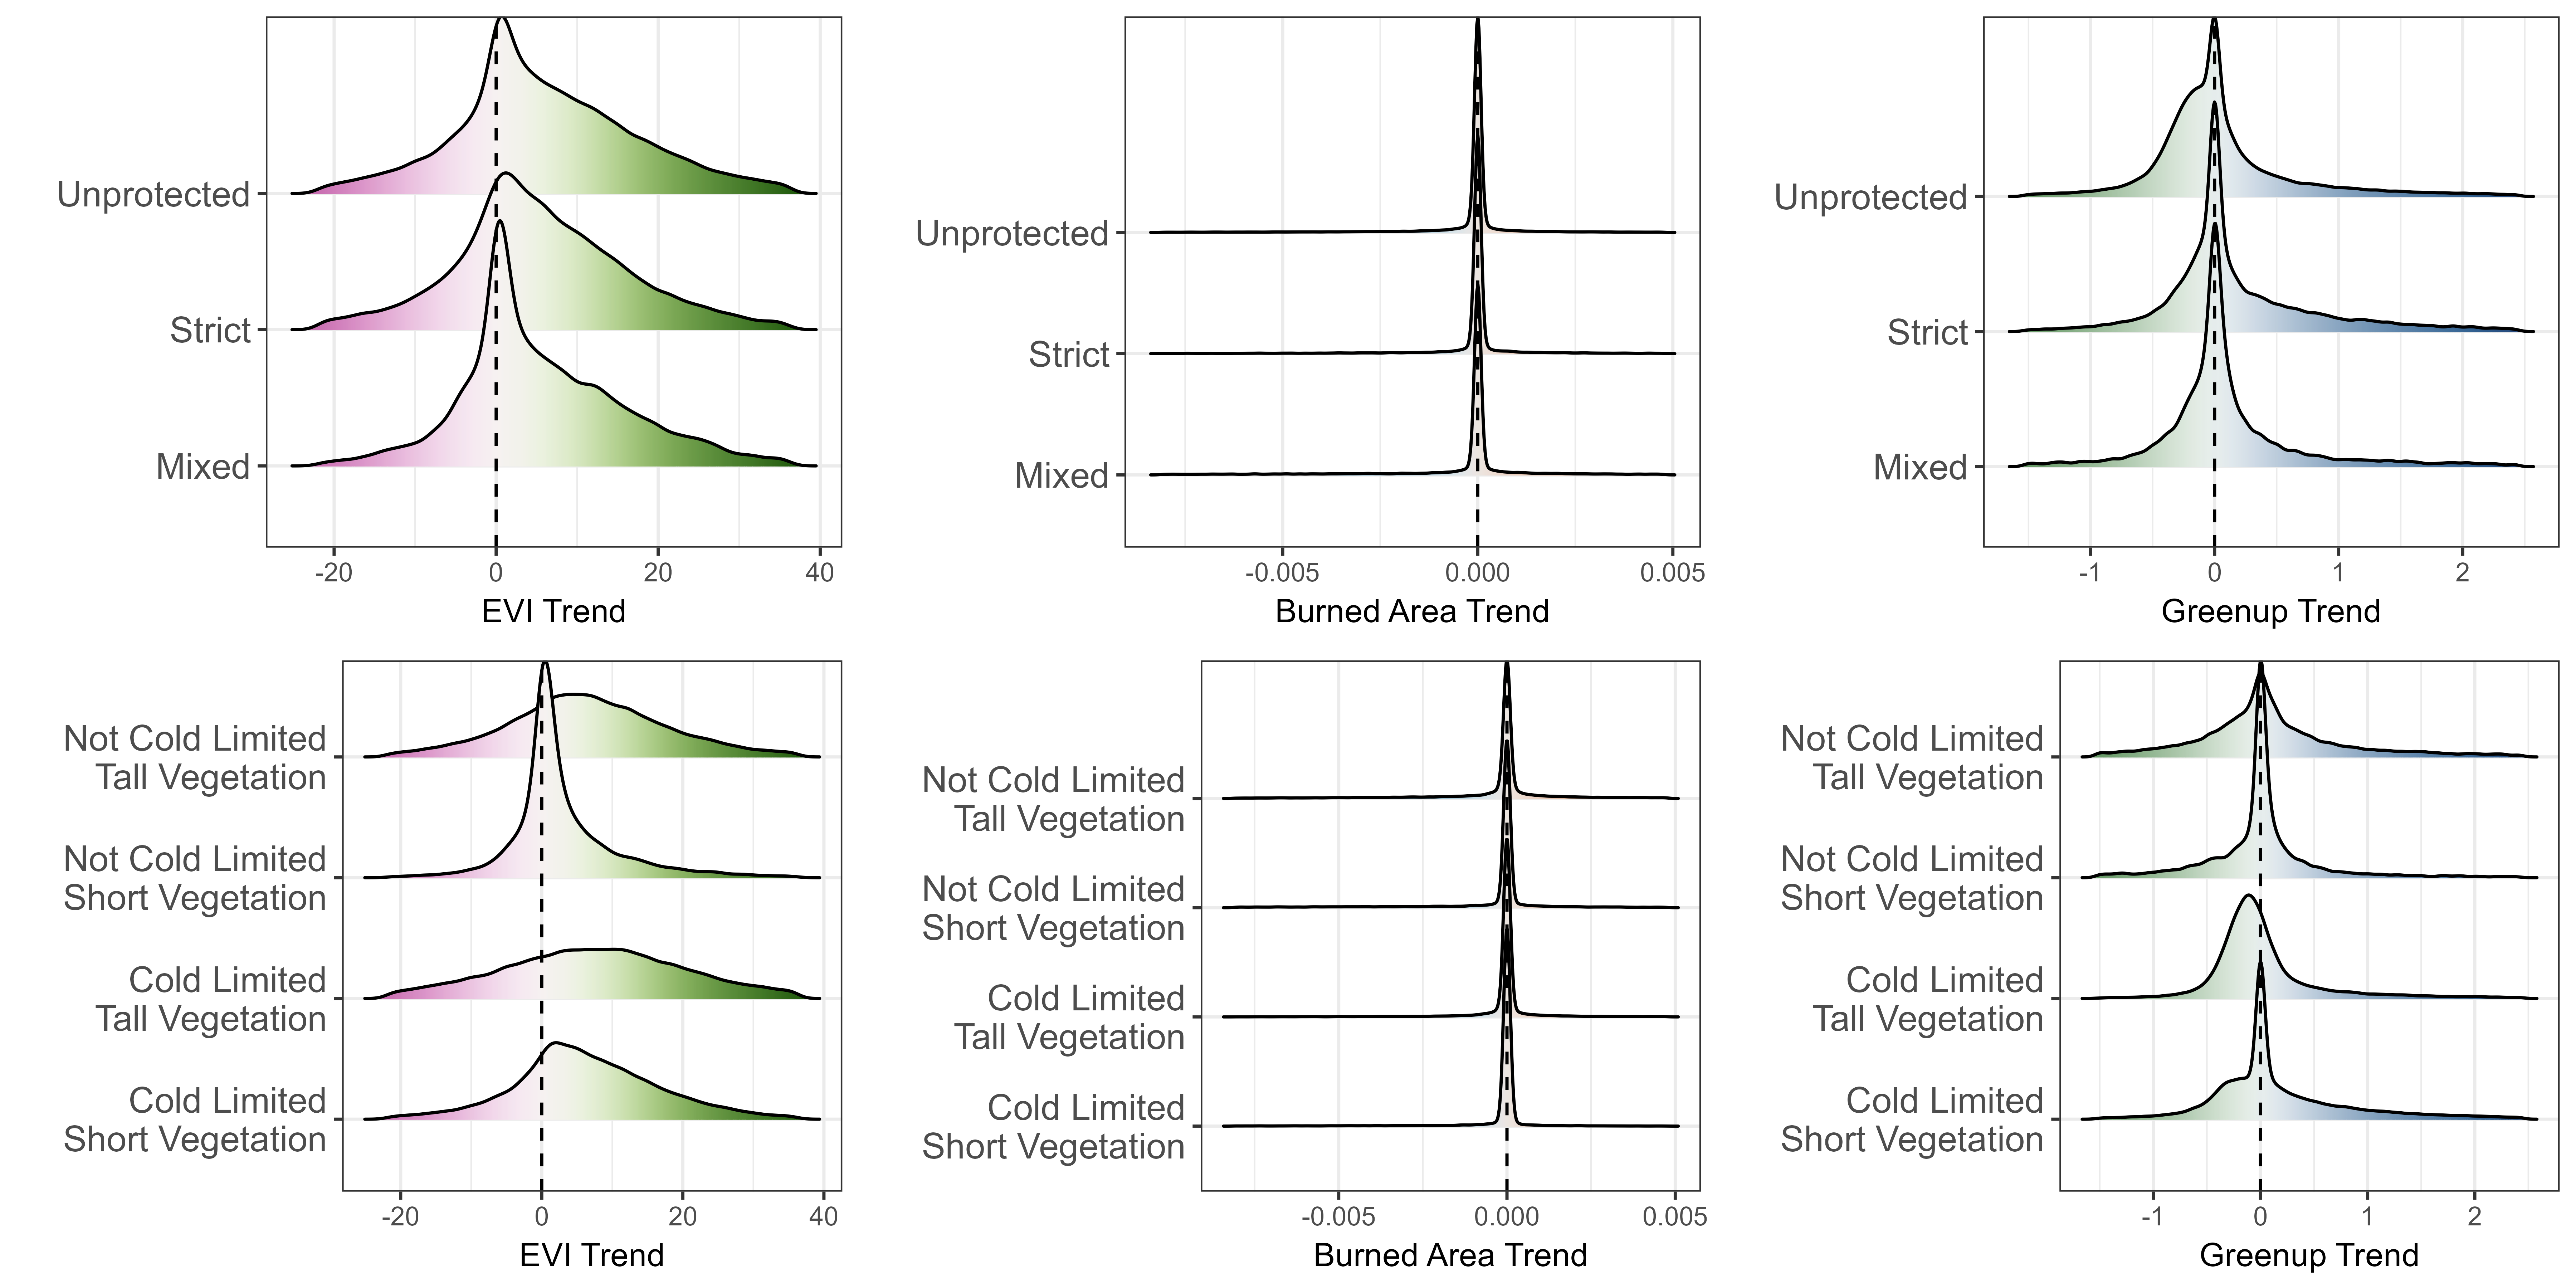 Unprotected
Strict
Mixed
-20 0 20 40
EVI Trend
Unprotected
Strict
Mixed
-0.005 0.000 0.005
Burned Area Trend
Unprotected
Strict
Mixed
-1 0 1 2
Greenup Trend
Not Cold Limited
Tall Vegetation
Not Cold Limited
Short Vegetation
Cold Limited
Tall Vegetation
Cold Limited
Short Vegetation
-20 0 20 40
EVI Trend
Not Cold Limited
Tall Vegetation
Not Cold Limited
Short Vegetation
Cold Limited
Tall Vegetation
Cold Limited
Short Vegetation
-0.005 0.000 0.005
Burned Area Trend
Not Cold Limited
Tall Vegetation
Not Cold Limited
Short Vegetation
Cold Limited
Tall Vegetation
Cold Limited
Short Vegetation
-1 0 1 2
Greenup Trend